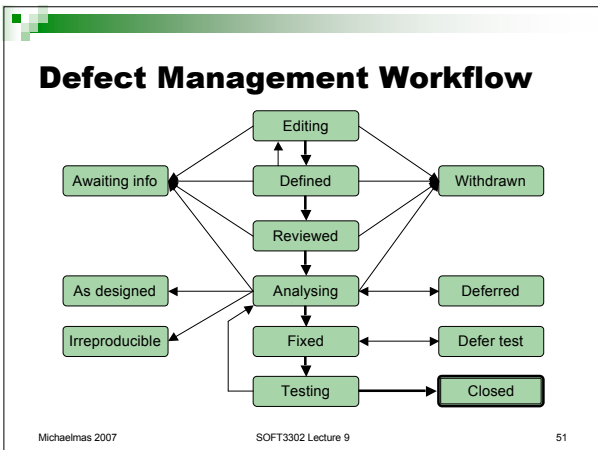 Defect Management Workflow
Editing
Awaiting info
Defined
Withdrawn
Reviewed
As designed
Analysing
Deferred
Irreproducible
Fixed
Defer test
Testing
Closed
Michaelmas 2007
SOFT3302 Lecture 9
51